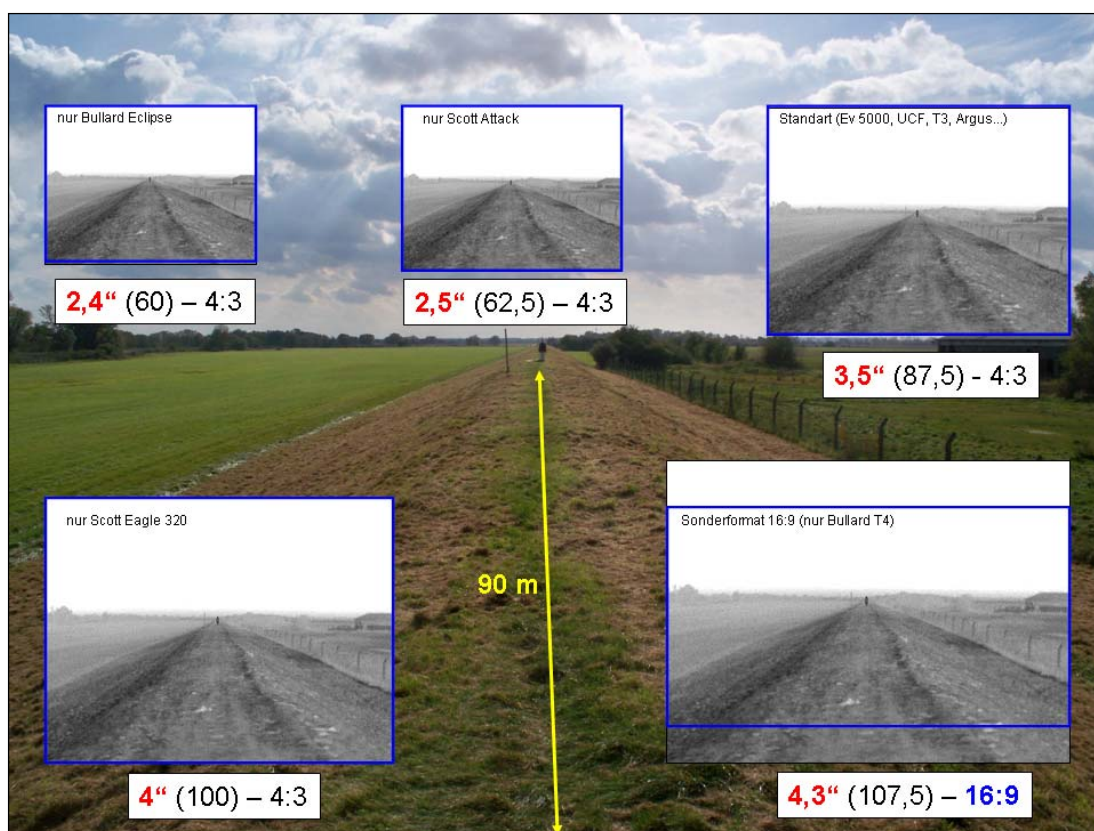 nur Bullard Eclipse
2,4“ (60) – 4:3
nur Scott Attack
2,5“ (62,5) – 4:3
Standart (Ev 5000, UCF, T3, Argus...)
3,5“ (87,5) - 4:3
nur Scott Eagle 320
4“ (100) – 4:3
90 m
Sonderformat 16:9 (nur Bullard T4)
4,3“ (107,5) – 16:9